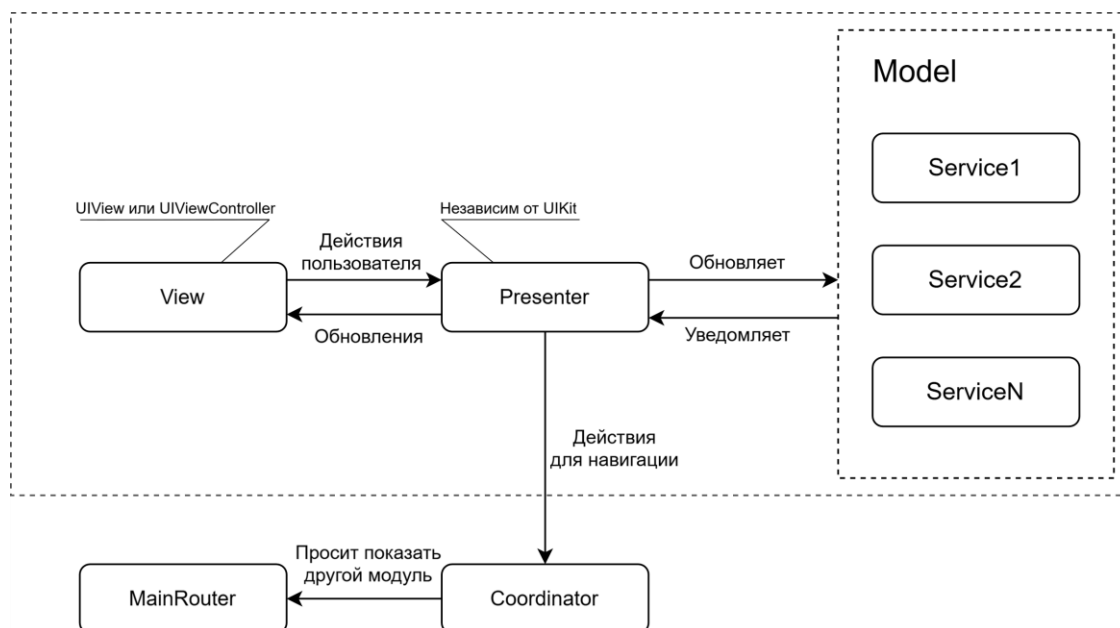 Model
Service1
UIView или UIViewController
Независим от UIKit
Действия
пользователя
Обновляет
View
Presenter
Service2
Обновления
Уведомляет
ServiceN
Действия
для навигации
Просит показать
другой модуль
MainRouter
Coordinator